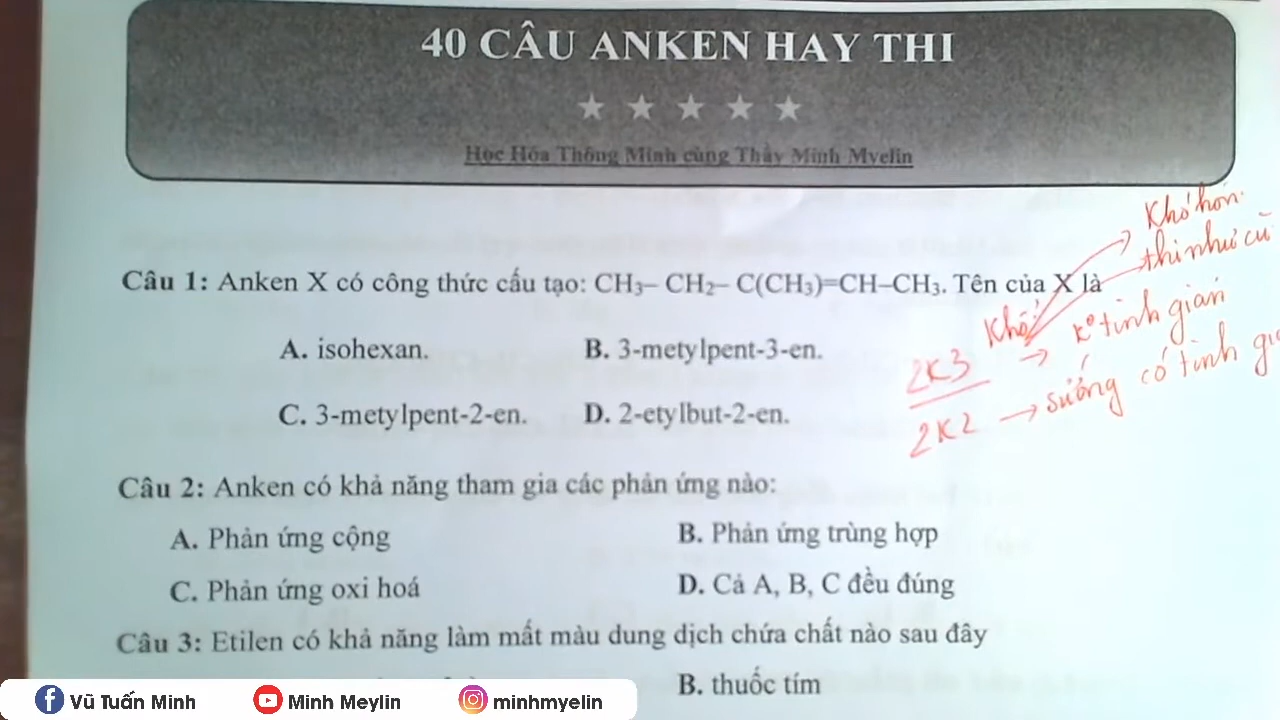 40 CÂU ANKEN HAY THI
Học Hóa Thông Minh cùng Thầy Minh Myelin
Câu 1: Anken X có công thức cấu tạo: CH₃– CH₂– C(CH₃)=CH–CH₃. Tên của X là
A. isohexan. B. 3-metylpent-3-en.
C. 3-metylpent-2-en. D. 2-etylbut-2-en.
Khó hơn
thi như cũ
Khổ
2K3 → kº tinh giản
2K2 → sướng có tinh
Câu 2: Anken có khả năng tham gia các phản ứng nào:
A. Phản ứng cộng B. Phản ứng trùng hợp
C. Phản ứng oxi hoá D. Cả A, B, C đều đúng
Câu 3: Etilen có khả năng làm mất màu dung dịch chứa chất nào sau đây
B. thuốc tím
Vũ Tuấn Minh Minh Meylin minhmyelin